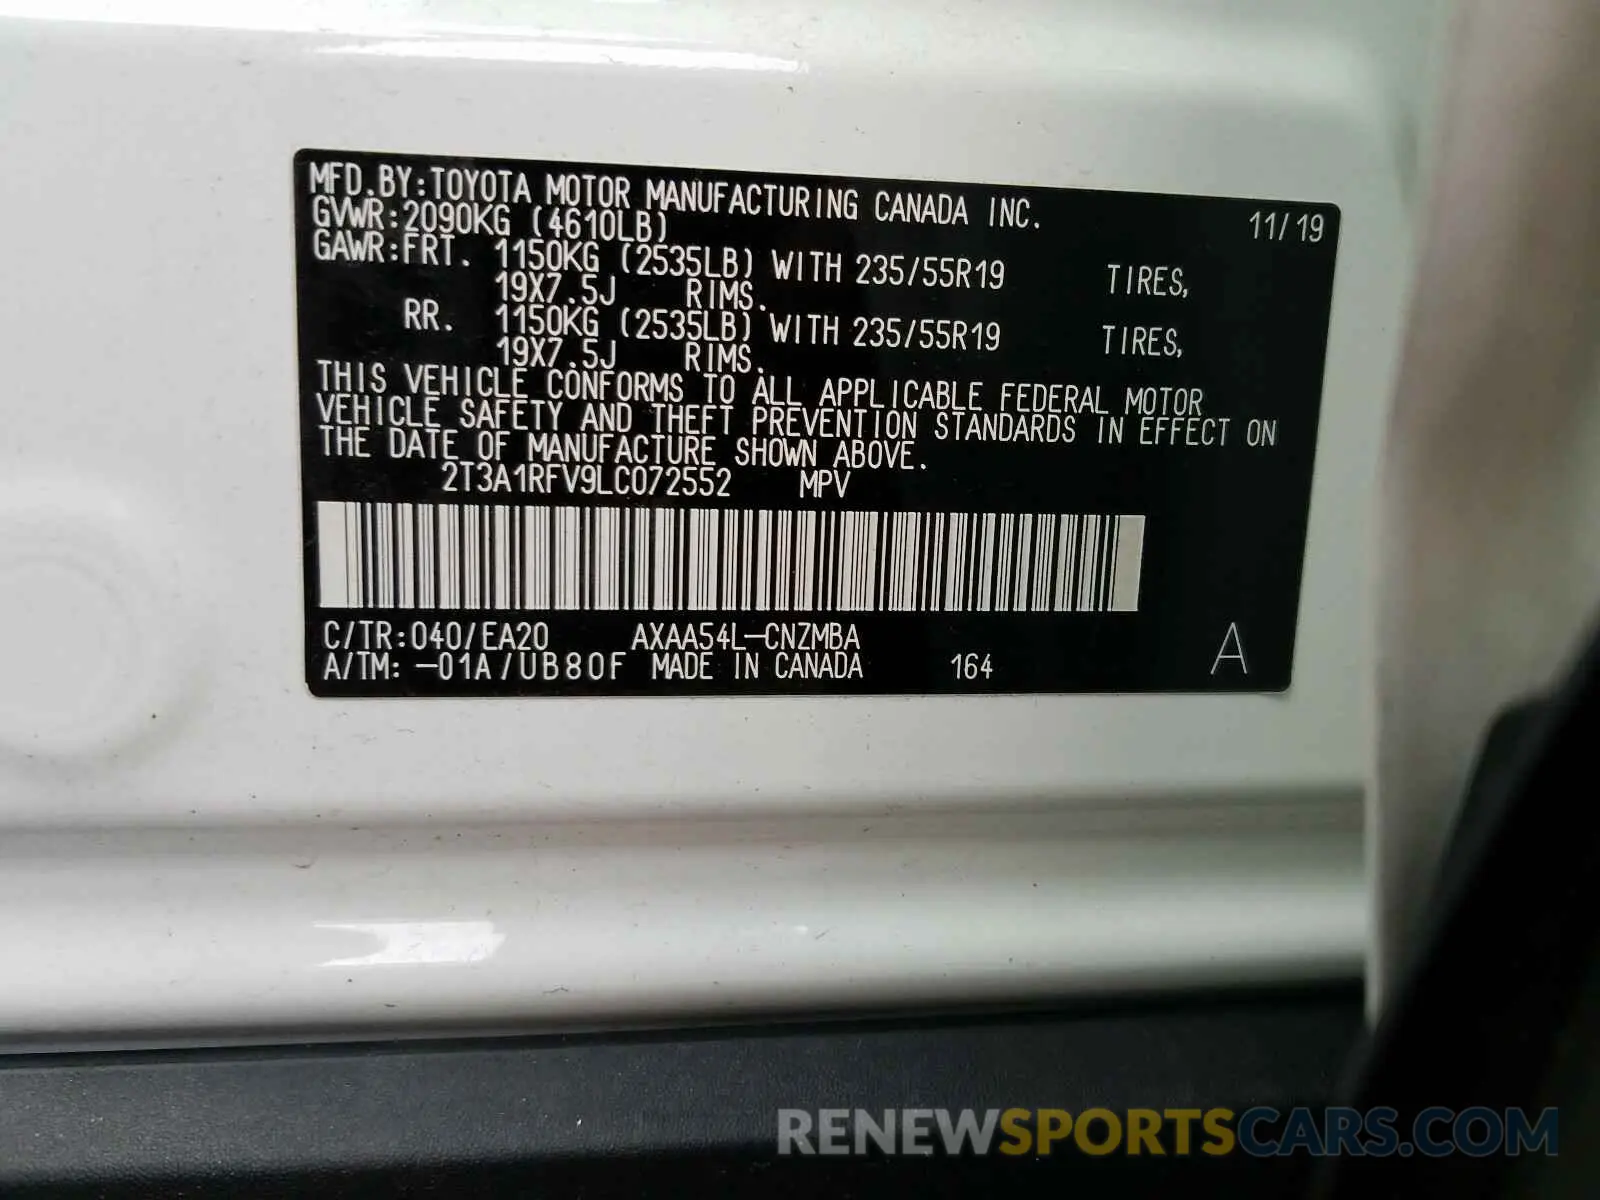 MFD.BY:TOYOTA MOTOR MANUFACTURING CANADA INC. 11/19
GVWR:2090KG (4610LB)
GAWR:FRT. 1150KG (2535LB) WITH 235/55R19 TIRES,
19X7.5J RIMS.
RR. 1150KG (2535LB) WITH 235/55R19 TIRES,
19X7.5J RIMS.
THIS VEHICLE CONFORMS TO ALL APPLICABLE FEDERAL MOTOR
VEHICLE SAFETY AND THEFT PREVENTION STANDARDS IN EFFECT ON
THE DATE OF MANUFACTURE SHOWN ABOVE.
2T3A1RFV9LC072552 MPV
C/TR:040/EA20 AXAA54L-CNZMBA A
A/TM:-01A/UB80F MADE IN CANADA 164
RENEWSPORTSCARS.COM